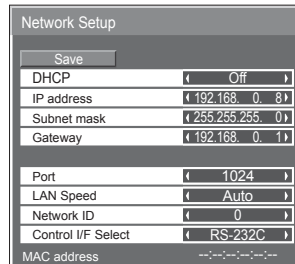 Network Setup
Save
DHCP Off
IP address 192.168. 0. 8
Subnet mask 255.255.255. 0
Gateway 192.168. 0. 1
Port 1024
LAN Speed Auto
Network ID 0
Control I/F Select RS-232C
MAC address --:--:--:--:--:--